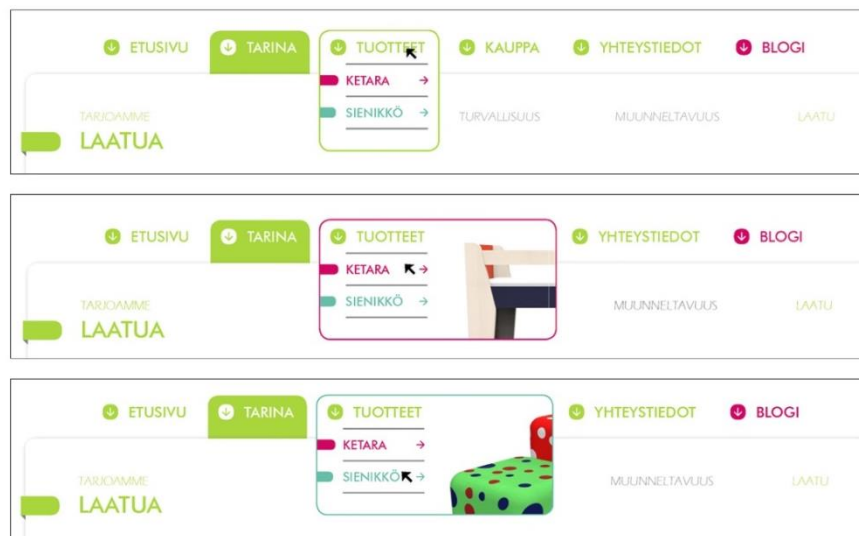 ETUSIVU TARINA TUOTTEET KAUPPA YHTEYSTIEDOT BLOGI
KETARA
TARJOAMME SIENIKKÖ TURVALLISUUS MUUNNELTAVUUS LAATU
LAATUA
ETUSIVU TARINA TUOTTEET YHTEYSTIEDOT BLOGI
KETARA
TARJOAMME SIENIKKÖ MUUNNELTAVUUS LAATU
LAATUA
ETUSIVU TARINA TUOTTEET YHTEYSTIEDOT BLOGI
KETARA
TARJOAMME SIENIKKÖ MUUNNELTAVUUS LAATU
LAATUA